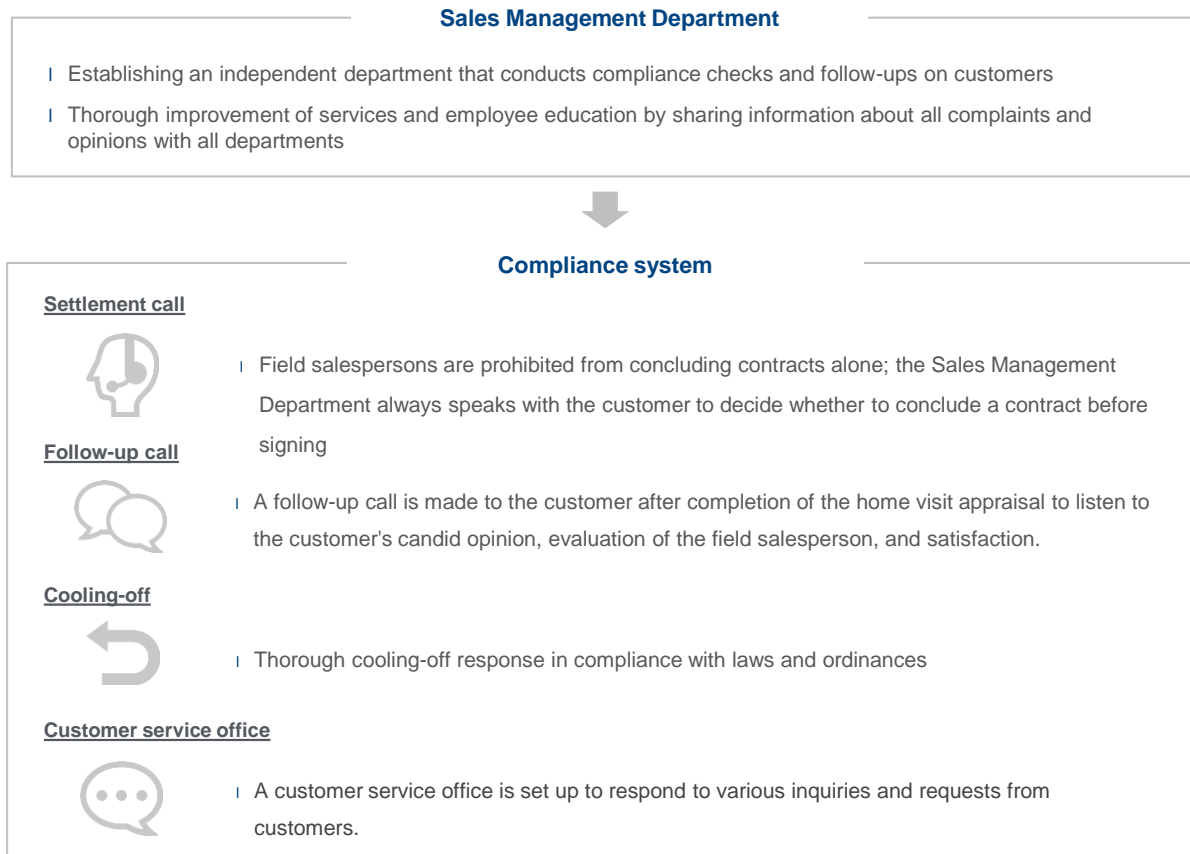 Sales Management Department
l Establishing an independent department that conducts compliance checks and follow-ups on customers
l Thorough improvement of services and employee education by sharing information about all complaints and
opinions with all departments
Compliance system
Settlement call
l Field salespersons are prohibited from concluding contracts alone; the Sales Management
Department always speaks with the customer to decide whether to conclude a contract before
signing
Follow-up call
l A follow-up call is made to the customer after completion of the home visit appraisal to listen to
the customer's candid opinion, evaluation of the field salesperson, and satisfaction.
Cooling-off
l Thorough cooling-off response in compliance with laws and ordinances
Customer service office
l A customer service office is set up to respond to various inquiries and requests from
customers.